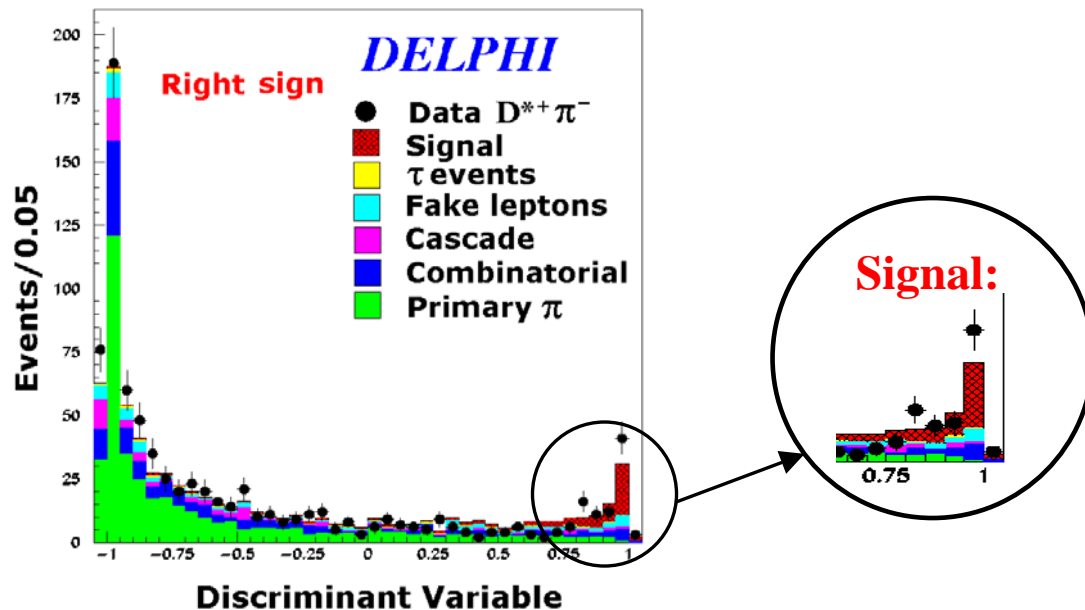 DELPHI
Right sign
Data D*+ π−
Signal
τ events
Fake leptons
Cascade
Combinatorial
Primary π
Events/0.05
200
175
150
125
100
75
50
25
0
−1
−0.75
−0.5
−0.25
0
0.25
0.5
0.75
1
Discriminant Variable
Signal:
0.75
1